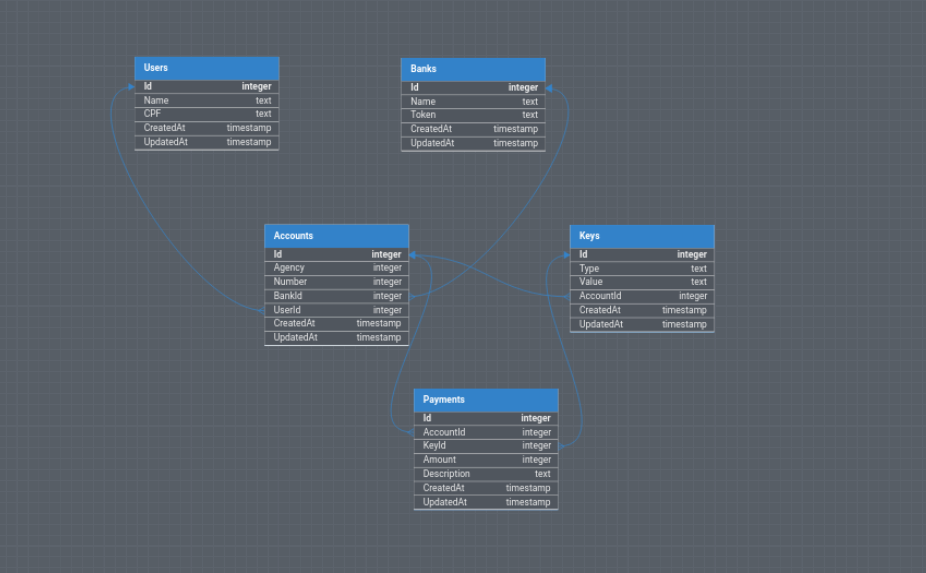 Users
Id integer
Name text
CPF text
CreatedAt timestamp
UpdatedAt timestamp
Banks
Id integer
Name text
Token text
CreatedAt timestamp
UpdatedAt timestamp
Accounts
Id integer
Agency integer
Number integer
BankId integer
UserId integer
CreatedAt timestamp
UpdatedAt timestamp
Keys
Id integer
Type text
Value text
AccountId integer
CreatedAt timestamp
UpdatedAt timestamp
Payments
Id integer
AccountId integer
KeyId integer
Amount integer
Description text
CreatedAt timestamp
UpdatedAt timestamp